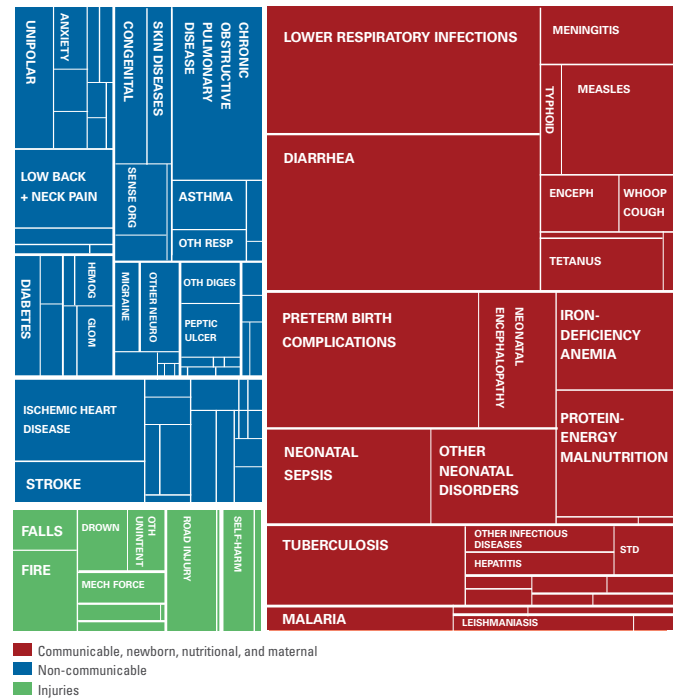 UNIPOLAR
ANXIETY
CONGENITAL
SKIN DISEASES
CHRONIC
OBSTRUCTIVE
PULMONARY
DISEASE
LOW BACK
+ NECK PAIN
SENSE ORG
ASTHMA
OTH RESP
DIABETES
HEMOG
GLOM
MIGRAINE
OTHER NEURO
OTH DIGES
PEPTIC
ULCER
ISCHEMIC HEART
DISEASE
STROKE
FALLS
FIRE
DROWN
OTH
UNINTENT
MECH FORCE
ROAD INJURY
SELF-HARM
LOWER RESPIRATORY INFECTIONS
MENINGITIS
TYPHOID
MEASLES
DIARRHEA
ENCEPH
WHOOP
COUGH
TETANUS
PRETERM BIRTH
COMPLICATIONS
NEONATAL
ENCEPHALOPATHY
IRON-
DEFICIENCY
ANEMIA
NEONATAL
SEPSIS
OTHER
NEONATAL
DISORDERS
PROTEIN-
ENERGY
MALNUTRITION
TUBERCULOSIS
OTHER INFECTIOUS
DISEASES
HEPATITIS
STD
MALARIA
LEISHMANIASIS
Communicable, newborn, nutritional, and maternal
Non-communicable
Injuries